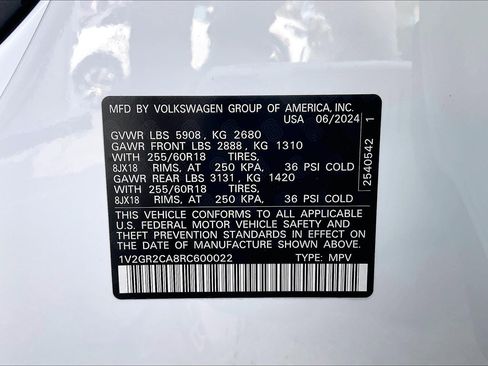 MFD BY VOLKSWAGEN GROUP OF AMERICA, INC.
USA 06/2024
GVWR LBS 5908 , KG 2680
GAWR FRONT LBS 2888 , KG 1310
WITH 255/60R18 TIRES,
8JX18 RIMS, AT 250 KPA, 36 PSI COLD
GAWR REAR LBS 3131 , KG 1420
WITH 255/60R18 TIRES,
8JX18 RIMS, AT 250 KPA, 36 PSI COLD
THIS VEHICLE CONFORMS TO ALL APPLICABLE
U.S. FEDERAL MOTOR VEHICLE SAFETY AND
THEFT PREVENTION STANDARDS IN EFFECT ON
THE DATE OF MANUFACTURE SHOWN ABOVE.
1V2GR2CA8RC600022 TYPE: MPV
2540542 1